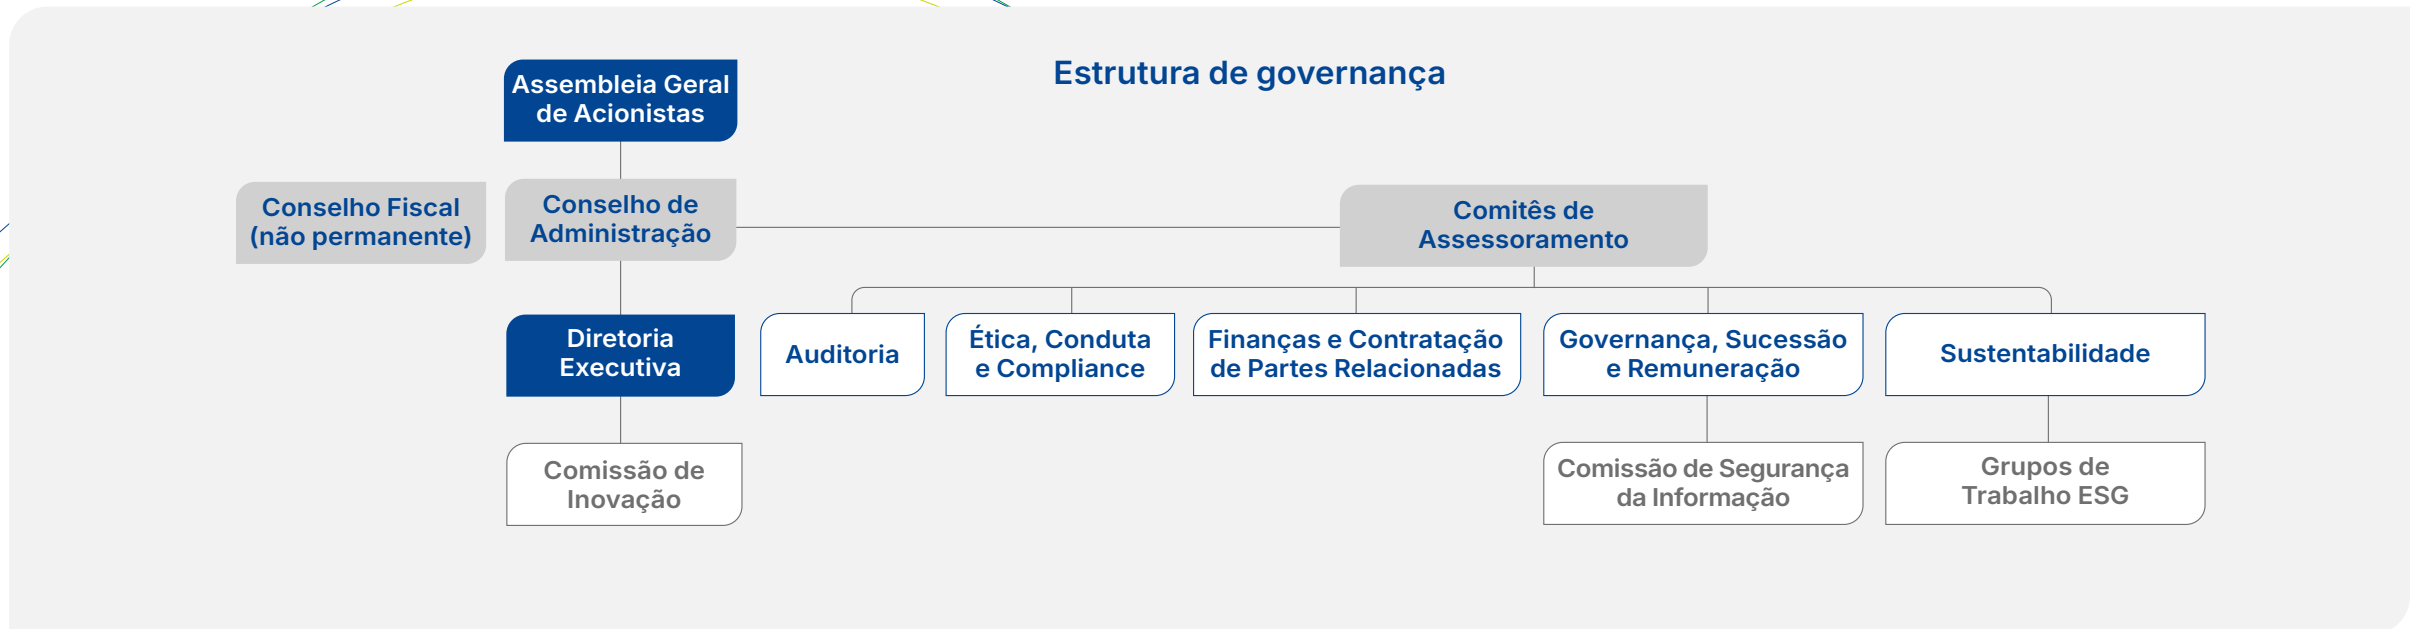 Estrutura de governança
Assembleia Geral
de Acionistas
Conselho Fiscal
(não permanente)
Conselho de
Administração
Comitês de
Assessoramento
Diretoria
Executiva
Auditoria
Ética, Conduta
e Compliance
Finanças e Contratação
de Partes Relacionadas
Governança, Sucessão
e Remuneração
Sustentabilidade
Comissão de
Inovação
Comissão de Segurança
da Informação
Grupos de
Trabalho ESG